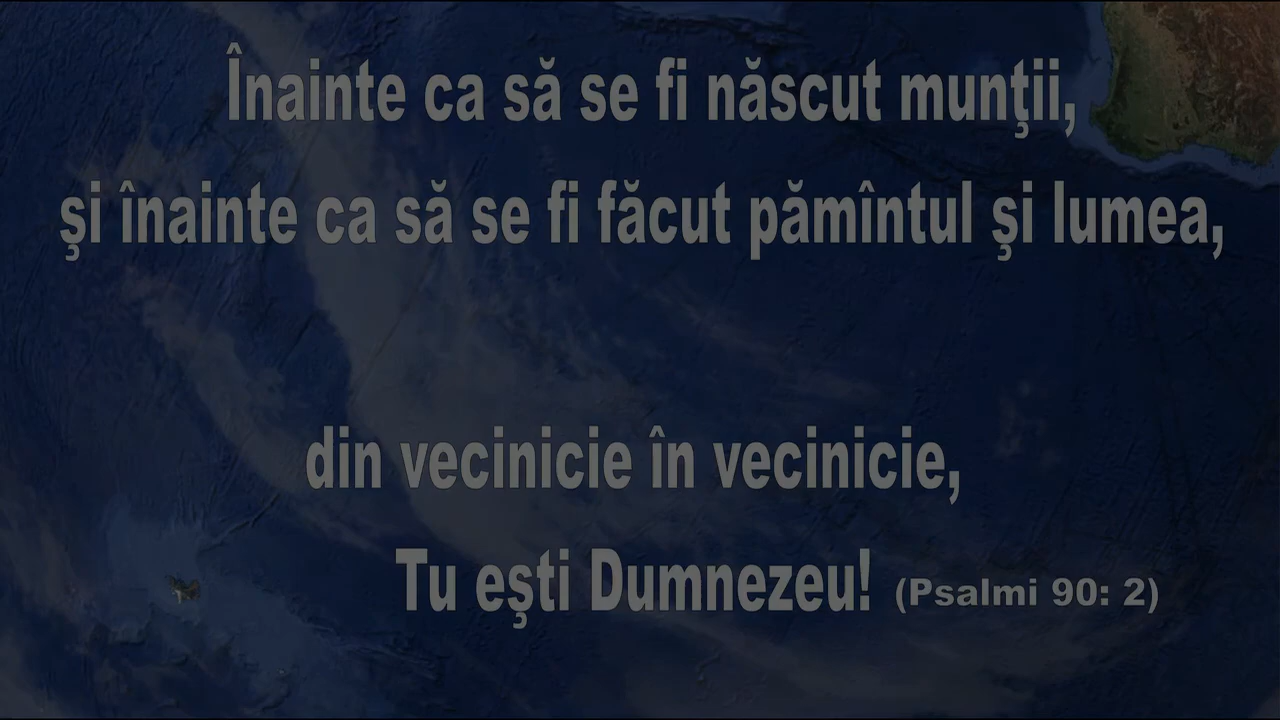 Înainte ca să se fi născut munţii,
şi înainte ca să se fi făcut pămîntul şi lumea,
din vecinicie în vecinicie,
Tu eşti Dumnezeu! (Psalmi 90: 2)